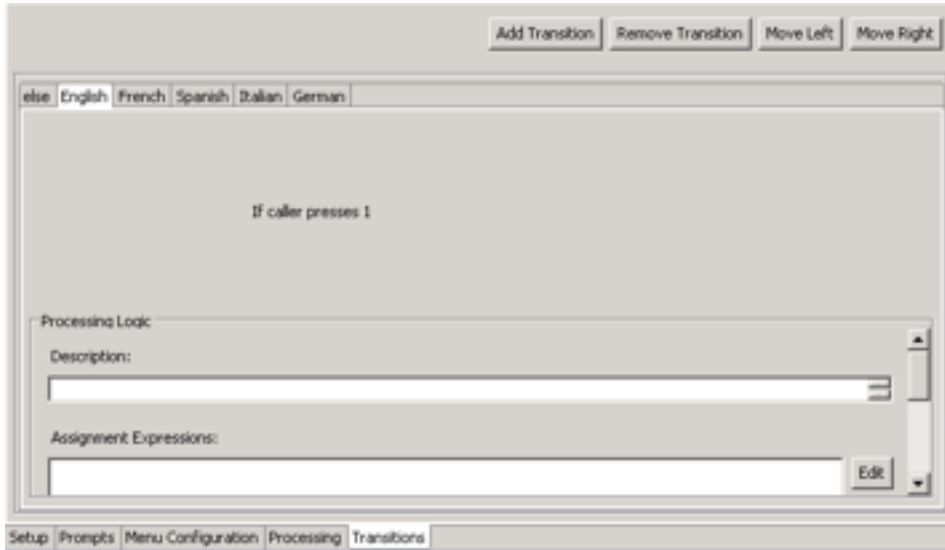 Add Transition Remove Transition Move Left Move Right
else English French Spanish Italian German
If caller presses 1
Processing Logic
Description:
Assignment Expressions:
Edit
Setup Prompts Menu Configuration Processing Transitions